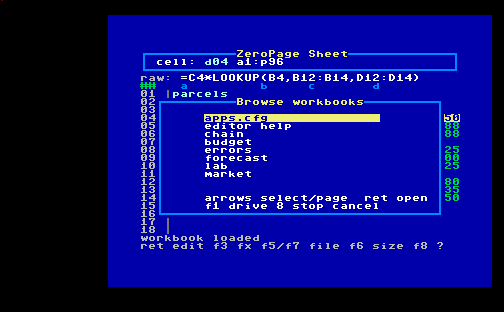 ZeroPage Sheet
cell: d04 a1:p96
raw: =C4*LOOKUP(B4,B12:B14,D12:D14)
## a b c d
01 |parcels
02 Browse workbooks
03
04 apps.cfg 50
05 editor help 88
06 chain 88
07 budget
08 errors 25
09 forecast 00
10 lab 25
11 market
12 80
13 35
14 arrows select/page ret open 50
15 f1 drive 8 stop cancel
16
17 |
18 |
workbook loaded
ret edit f3 fx f5/f7 file f6 size f8 ?